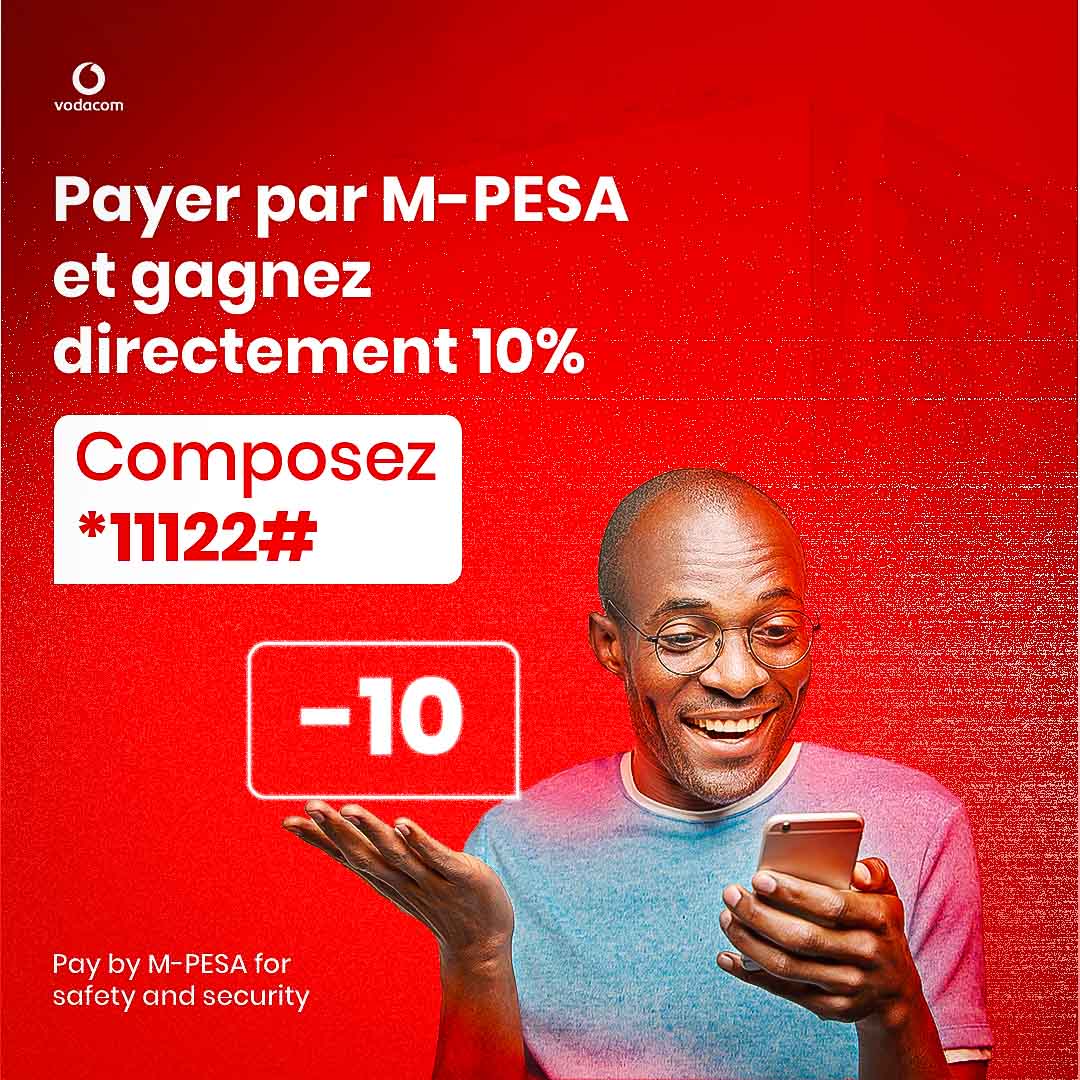 vodacom
Payer par M-PESA
et gagnez
directement 10%
Composez
*11122#
-10
Pay by M-PESA for
safety and security